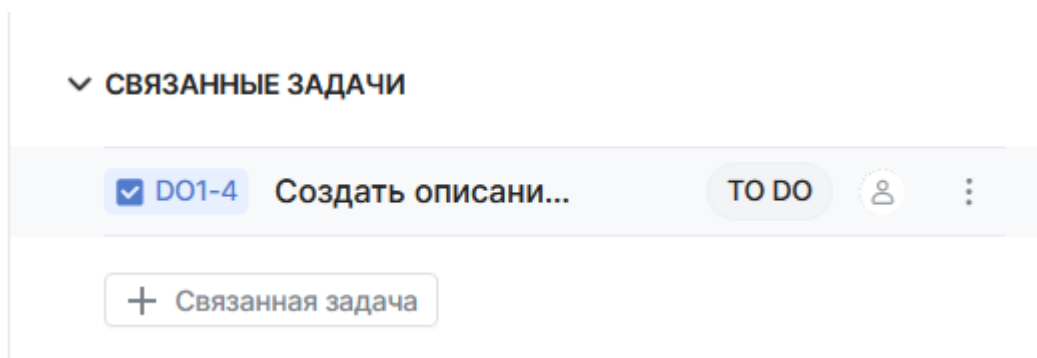 СВЯЗАННЫЕ ЗАДАЧИ
DO1-4 Создать описани... TO DO
+ Связанная задача